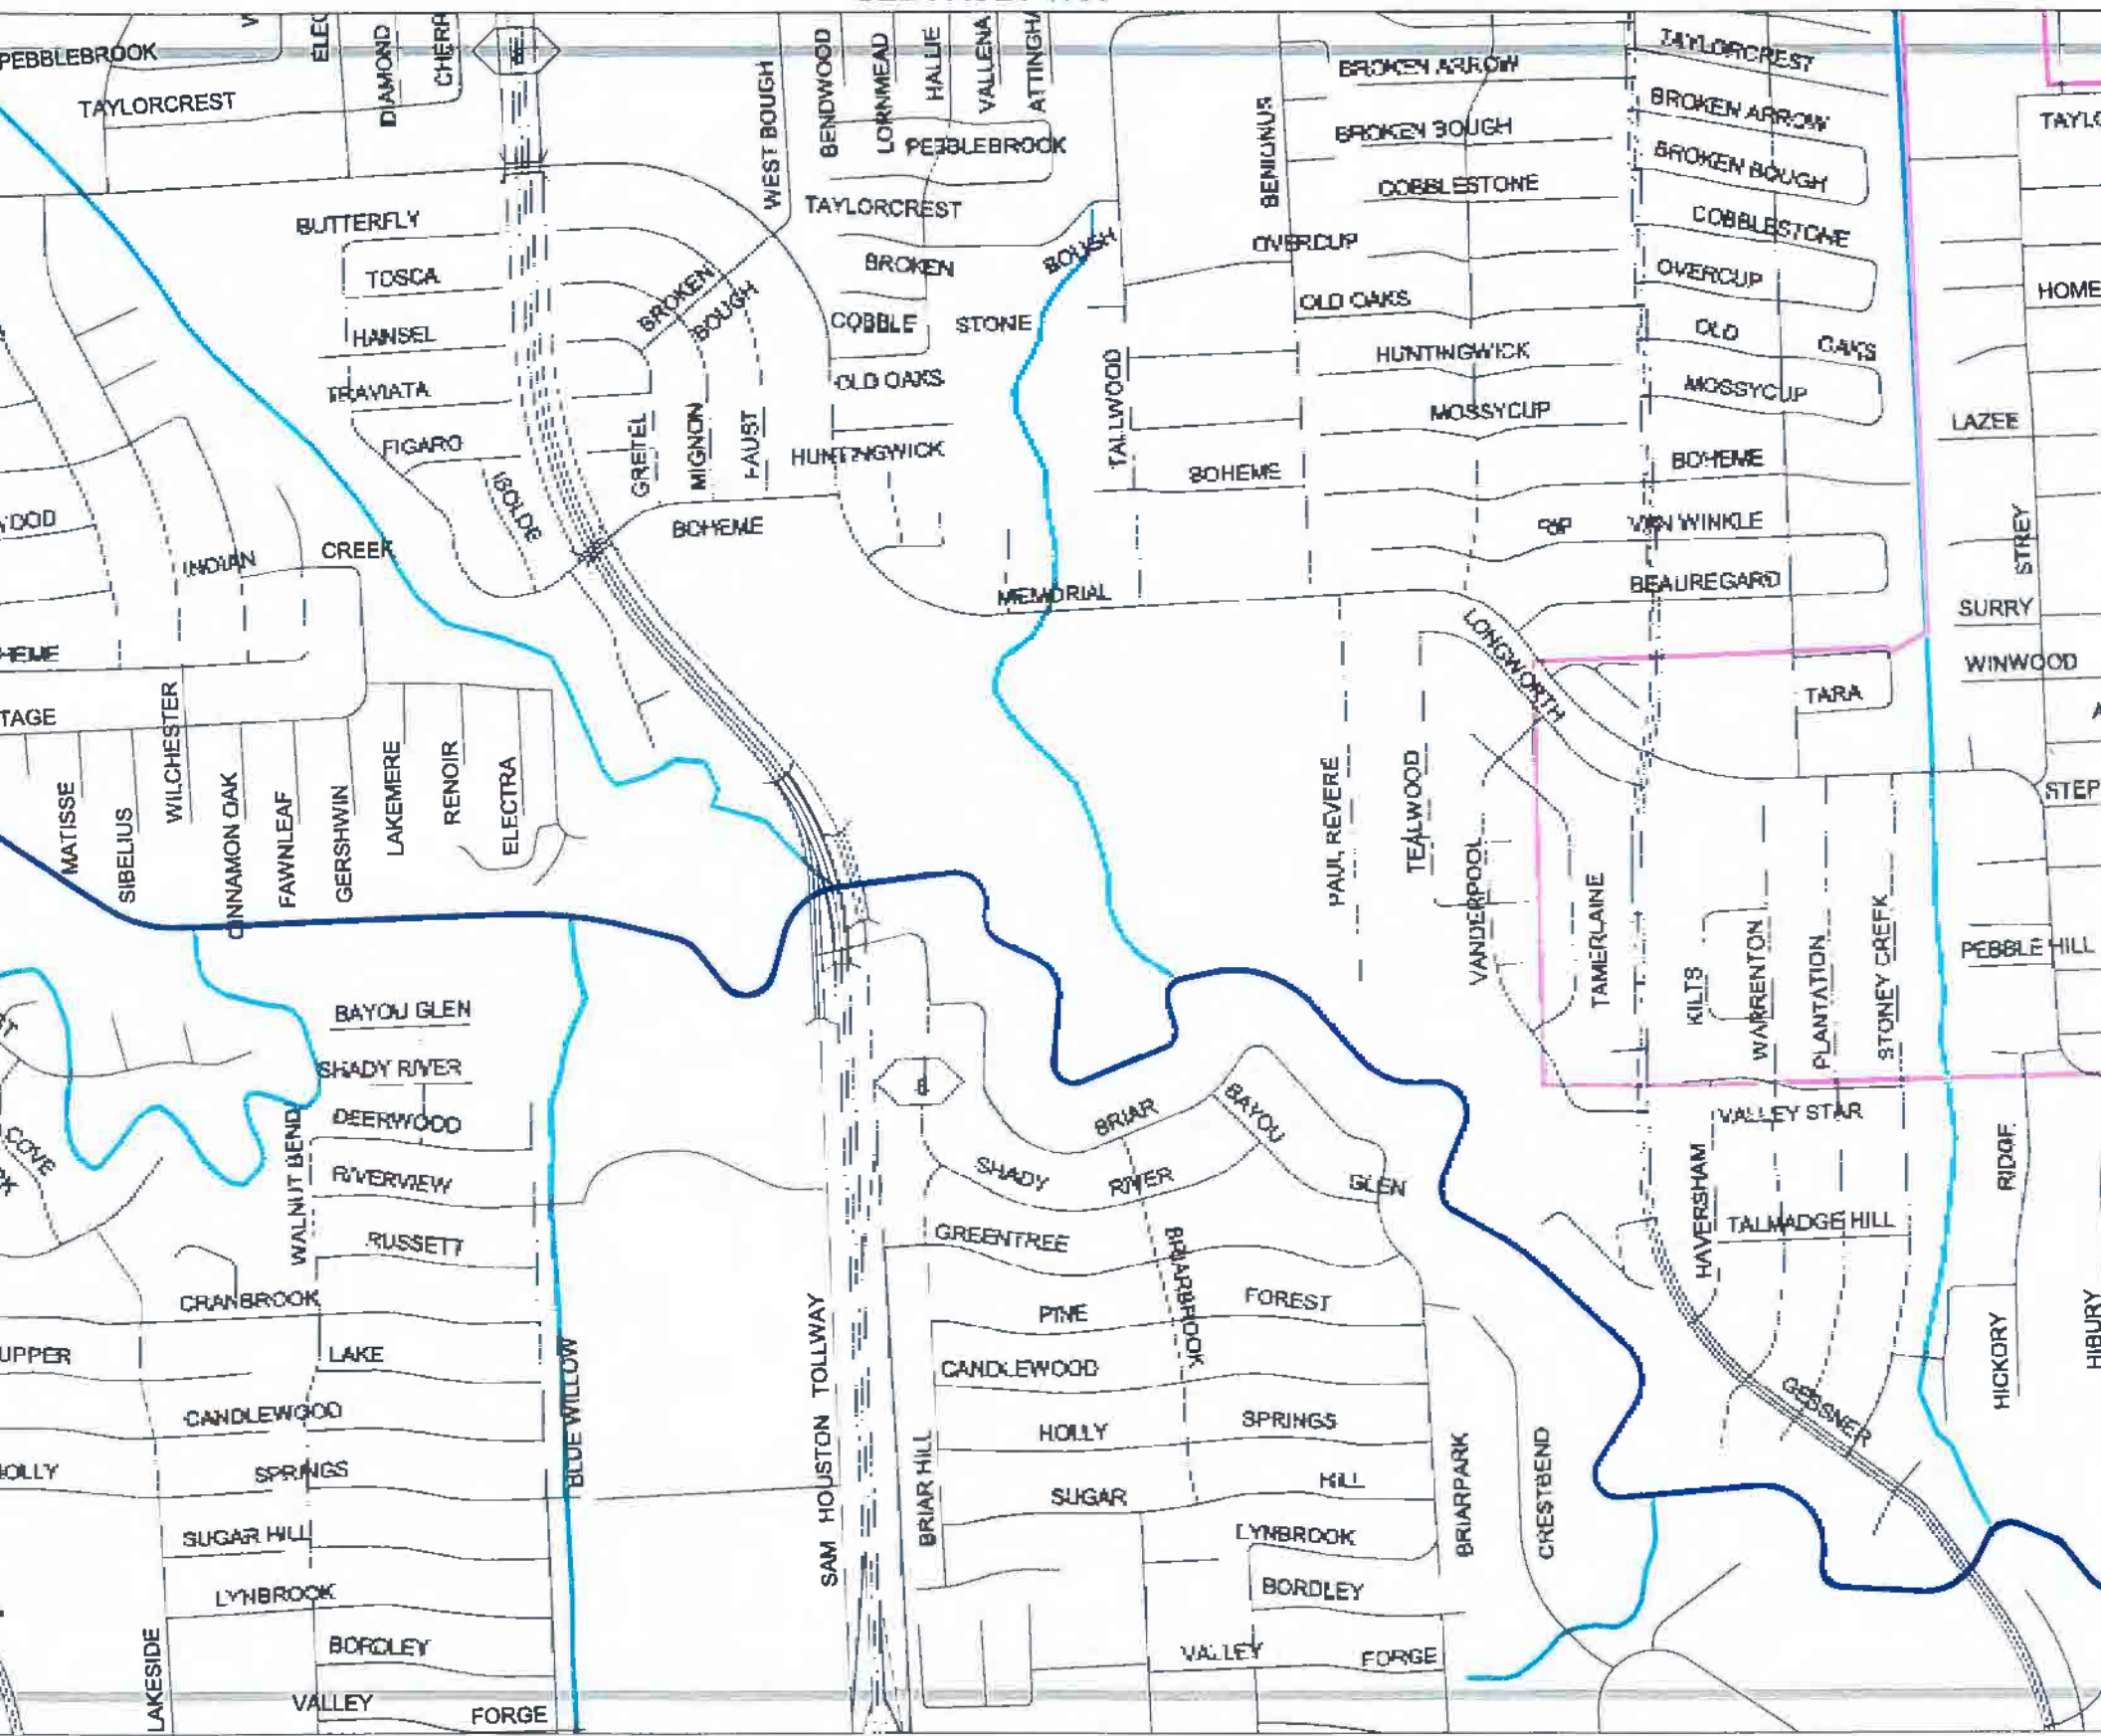 PEBBLEBROOK
TAYLORCREST
DIAMOND
WEST BOUGH
BENDWOOD
LORNMEAD
HALLIE
VALLENA
PEBBLEBROOK
TAYLORCREST
BROKEN
BOUGH
COBBLE
STONE
OLD OAKS
HUNTINGWICK
BUTTERFLY
TOSCA
HANSEL
TRAVIATA
FIGARO
ISOLDE
BROKEN
BOUGH
GRETEL
MIGNON
FAUST
BOHEME
TALLWOOD
BENIGNUS
BROKEN ARROW
BROKEN BOUGH
COBBLESTONE
OVERCUP
OLD OAKS
HUNTINGWICK
MOSSYCUP
BOHEME
TAYLORCREST
BROKEN ARROW
BROKEN BOUGH
COBBLESTONE
OVERCUP
OLD
OAKS
MOSSYCUP
BOHEME
RIP
VAN WINKLE
BEAUREGARD
HOME
LAZEE
STREY
SURRY
WINWOOD
TARA
INDIAN
CREEK
MEMORIAL
LONGWORTH
TAGE
MATISSE
SIBELIUS
WILCHESTER
CINNAMON OAK
FAWNLEAF
GERSHWIN
LAKEMERE
RENOIR
ELECTRA
PAUL REVERE
TEALWOOD
VANDERPOOL
TAMERLAINE
KILTS
WARRENTON
PLANTATION
STONEY CREEK
STEP
PEBBLE HILL
BAYOU GLEN
SHADY RIVER
DEERWOOD
WALNUT BEND
RIVERVIEW
RUSSETT
CRANBROOK
UPPER
LAKE
CANDLEWOOD
HOLLY
SPRINGS
SUGAR HILL
LYNBROOK
BORDLEY
LAKESIDE
VALLEY
FORGE
COVE
BLUE WILLOW
SAM HOUSTON TOLLWAY
8
BRIAR
BAYOU
GLEN
SHADY
RIVER
GREENTREE
BRIARBROOK
PINE
FOREST
CANDLEWOOD
HOLLY
SPRINGS
SUGAR
HILL
BRIAR HILL
LYNBROOK
BORDLEY
VALLEY
FORGE
BRIARPARK
CRESTBEND
VALLEY STAR
HAVERSHAM
TALMADGE HILL
GESSNER
HICKORY
RIDGE
HIBURY